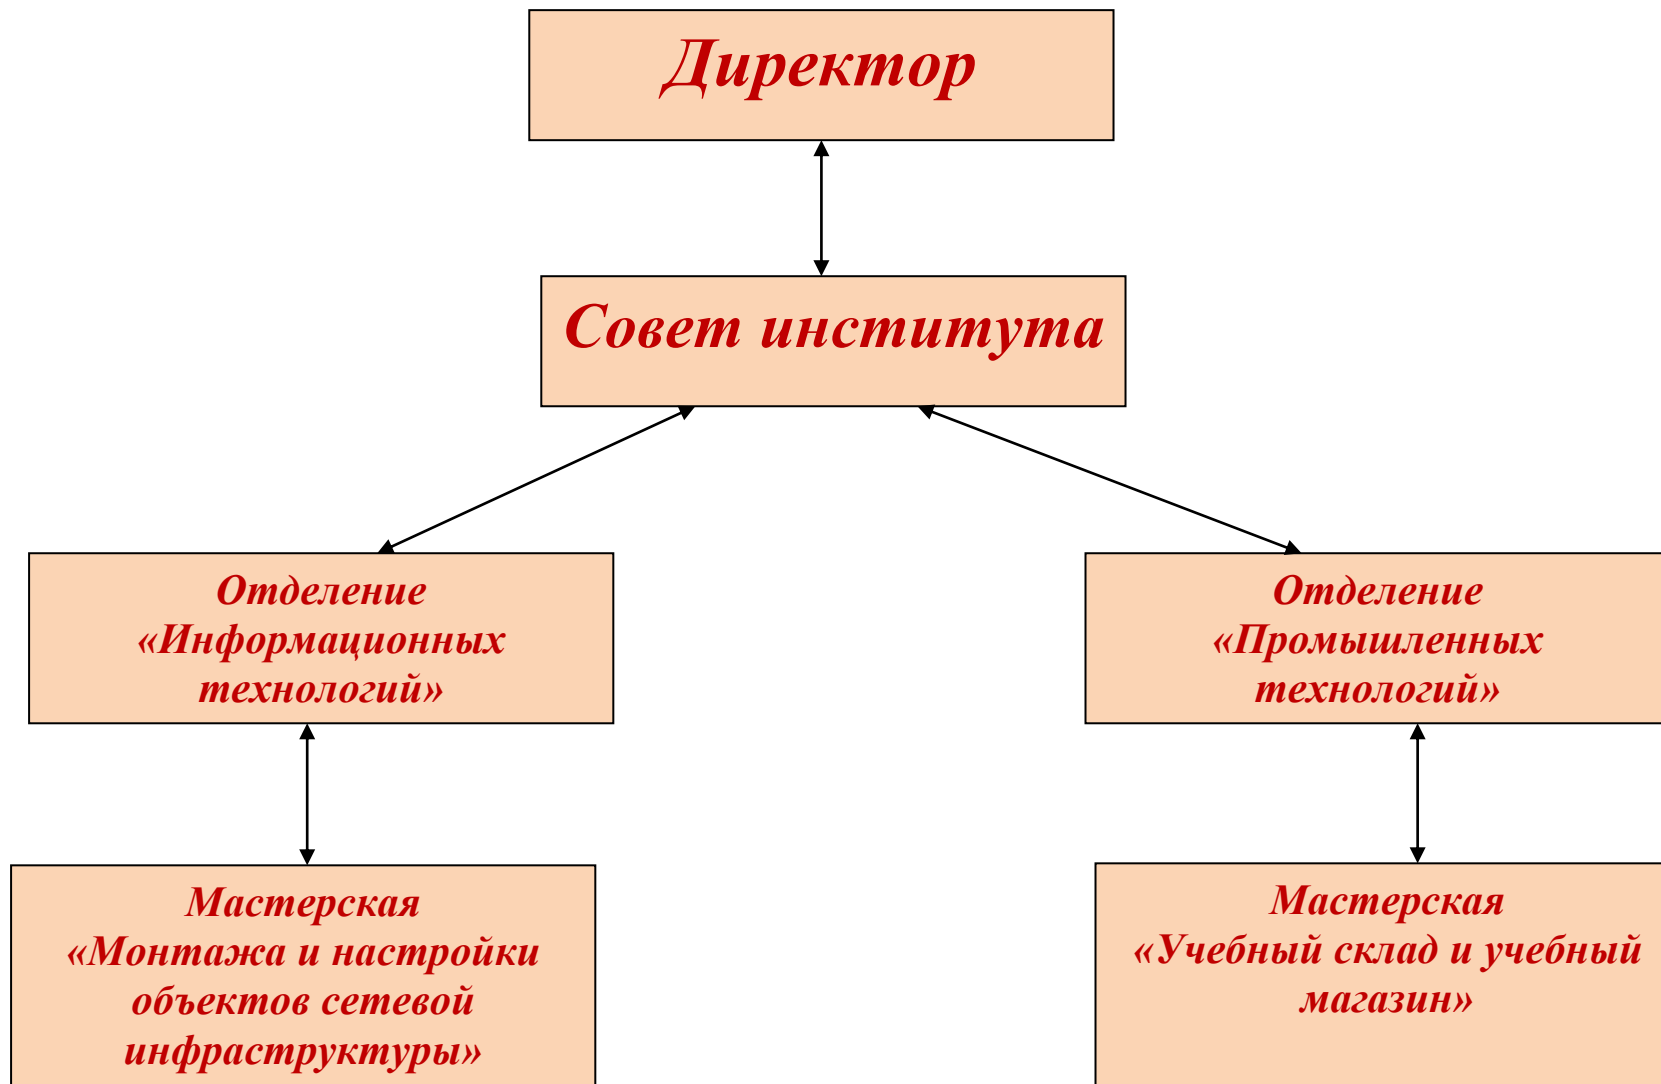 Директор
Совет института
Отделение
«Информационных
технологий»
Отделение
«Промышленных
технологий»
Мастерская
«Монтажа и настройки
объектов сетевой
инфраструктуры»
Мастерская
«Учебный склад и учебный
магазин»